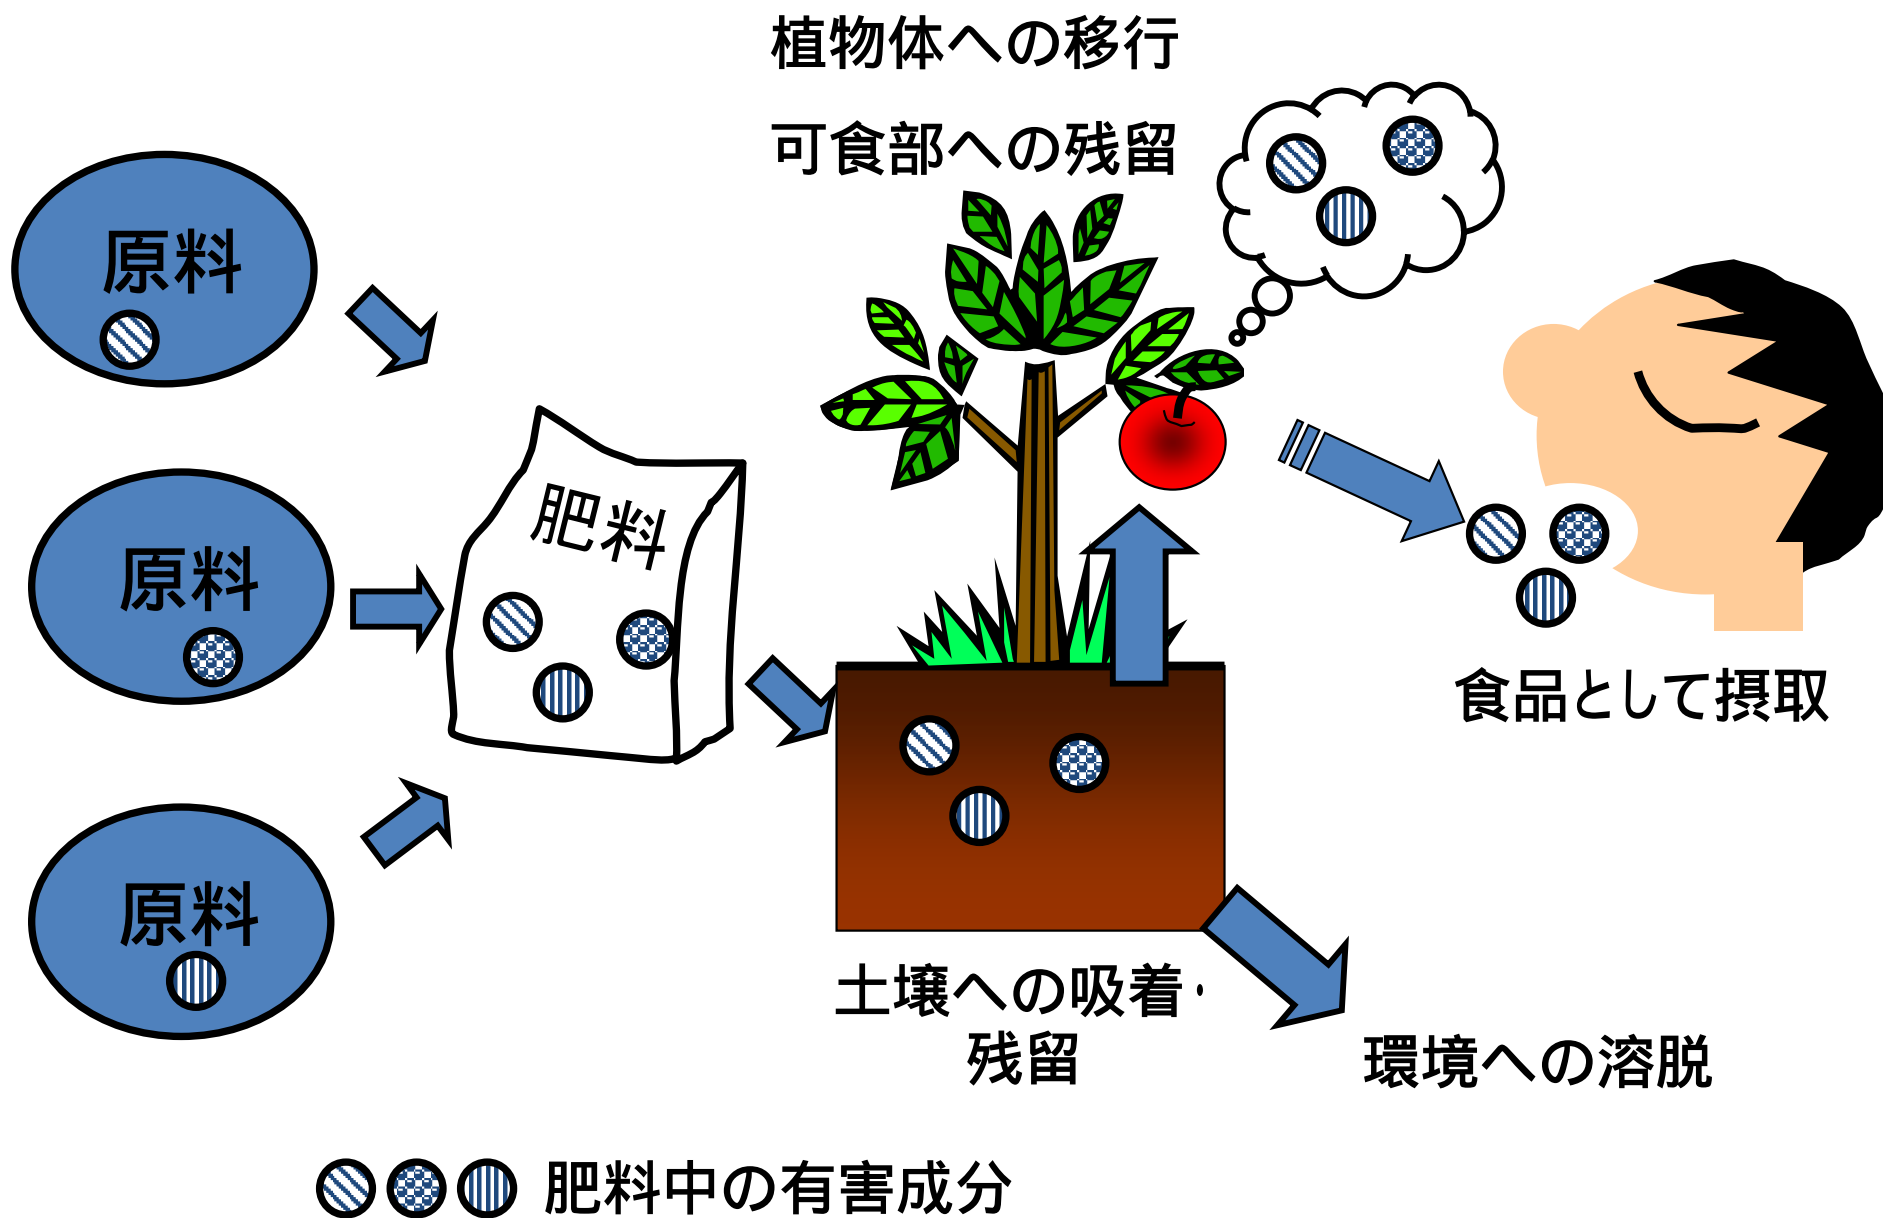 植物体への移行
可食部への残留
原料
原料
原料
肥料
食品として摂取
土壌への吸着・
残留
環境への溶脱
肥料中の有害成分